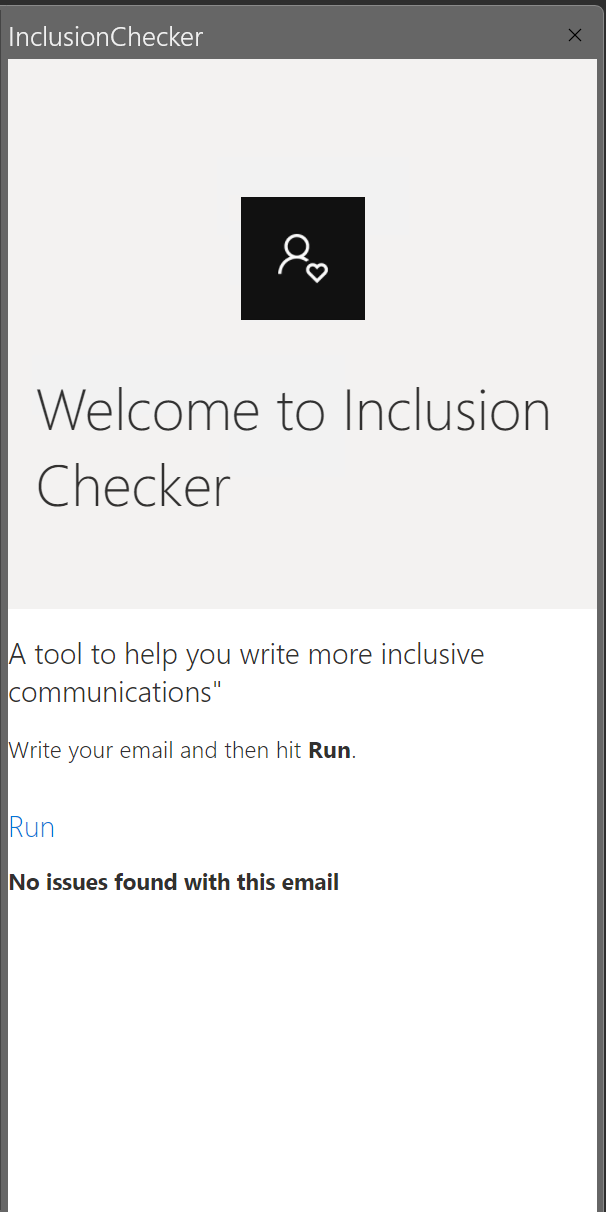 InclusionChecker
Welcome to Inclusion
Checker
A tool to help you write more inclusive
communications"
Write your email and then hit Run.
Run
No issues found with this email